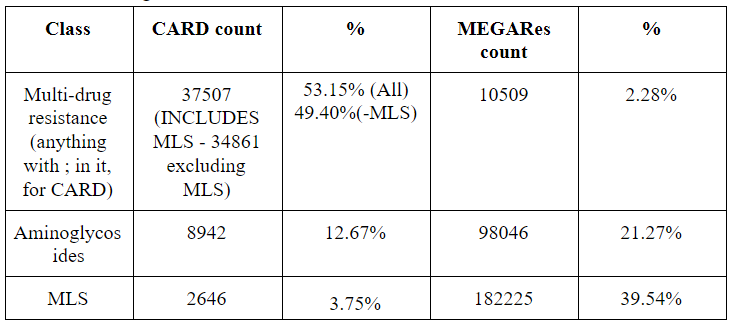 Class CARD count % MEGARes
count %
Multi-drug
resistance
(anything
with ; in it,
for CARD)
37507
(INCLUDES
MLS - 34861
excluding
MLS)
53.15% (All)
49.40%(-MLS)
10509
2.28%
Aminoglycos
ides
8942
12.67%
98046
21.27%
MLS
2646
3.75%
182225
39.54%